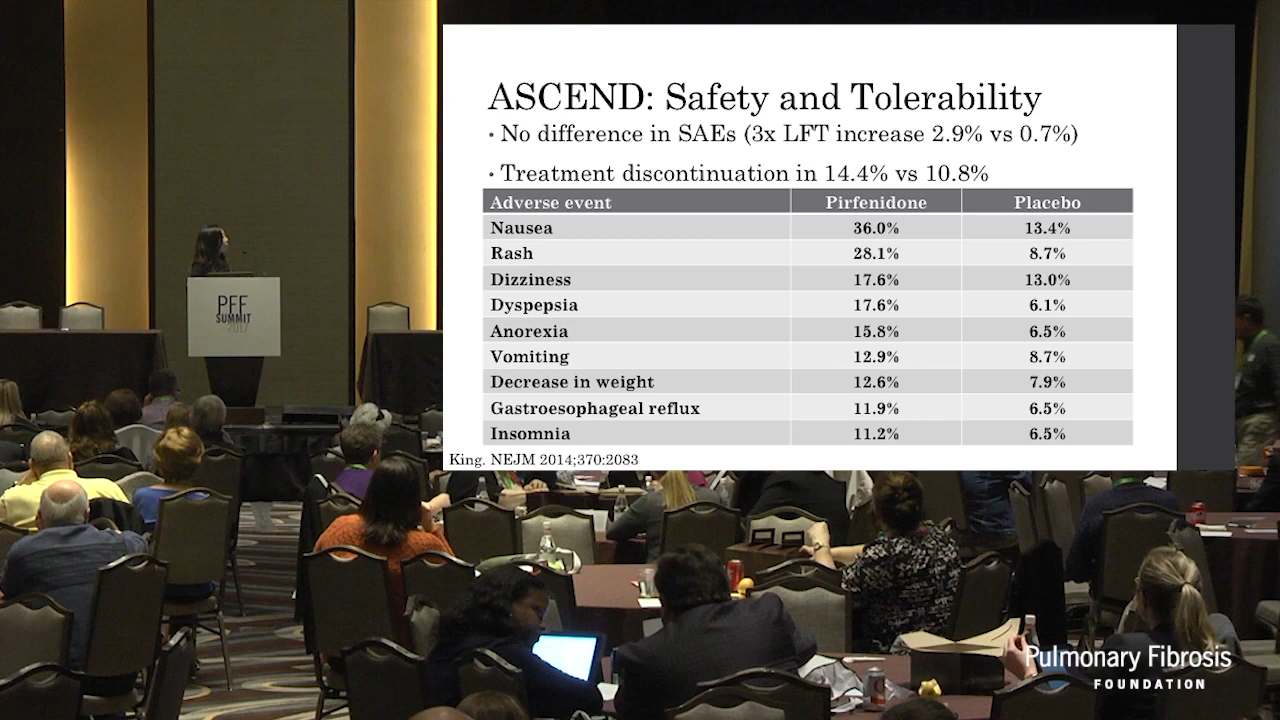 ASCEND: Safety and Tolerability
• No difference in SAEs (3x LFT increase 2.9% vs 0.7%)
• Treatment discontinuation in 14.4% vs 10.8%
Adverse event Pirfenidone Placebo
Nausea 36.0% 13.4%
Rash 28.1% 8.7%
Dizziness 17.6% 13.0%
Dyspepsia 17.6% 6.1%
Anorexia 15.8% 6.5%
Vomiting 12.9% 8.7%
Decrease in weight 12.6% 7.9%
Gastroesophageal reflux 11.9% 6.5%
Insomnia 11.2% 6.5%
King. NEJM 2014;370:2083
PFF
SUMMIT
2017
Pulmonary Fibrosis
FOUNDATION